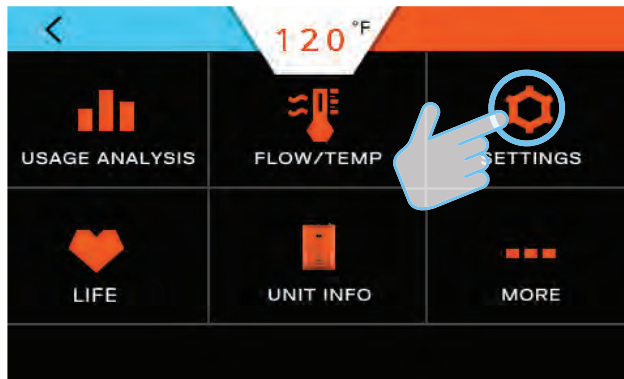 120 °F
USAGE ANALYSIS
FLOW/TEMP
SETTINGS
LIFE
UNIT INFO
MORE